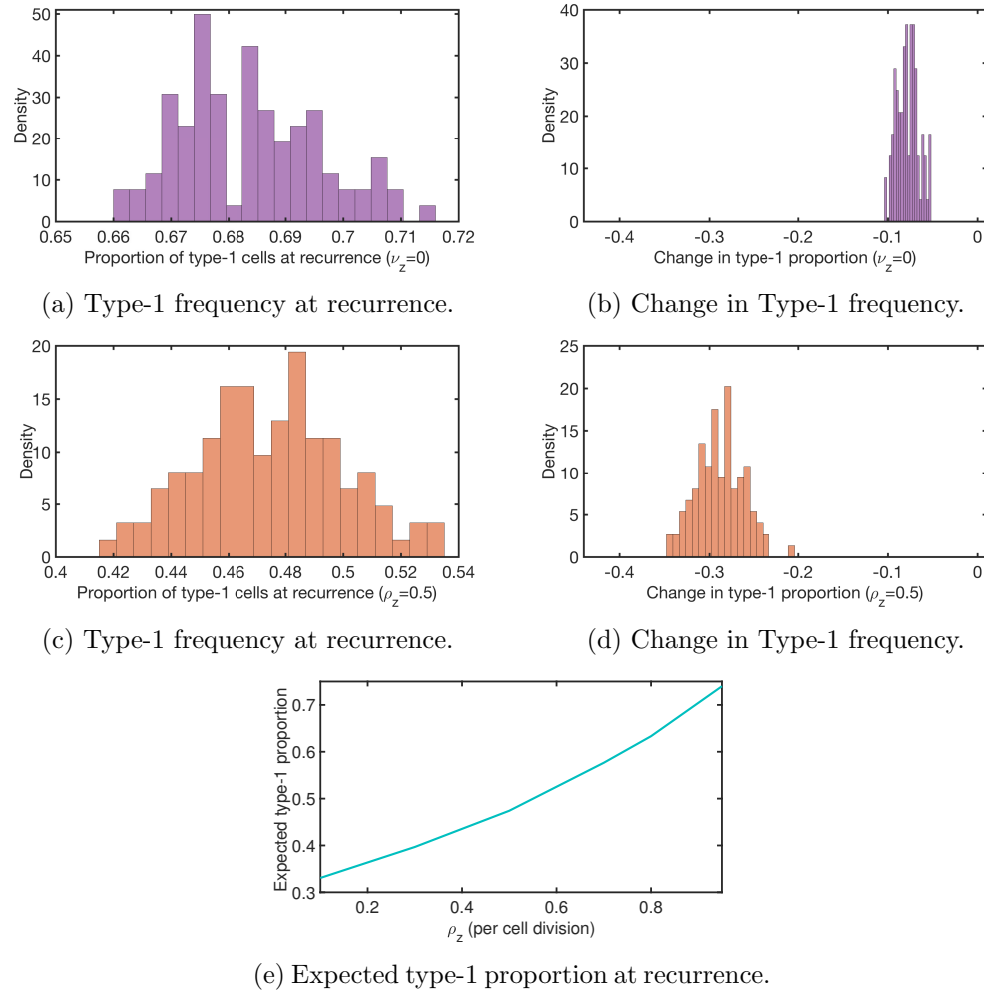 50
40
30
20
10
0
Density
0.65 0.66 0.67 0.68 0.69 0.7 0.71 0.72
Proportion of type-1 cells at recurrence (ν_z=0)
(a) Type-1 frequency at recurrence.
40
30
20
10
0
Density
-0.4 -0.3 -0.2 -0.1 0
Change in type-1 proportion (ν_z=0)
(b) Change in Type-1 frequency.
20
15
10
5
0
Density
0.4 0.42 0.44 0.46 0.48 0.5 0.52 0.54
Proportion of type-1 cells at recurrence (ρ_z=0.5)
(c) Type-1 frequency at recurrence.
25
20
15
10
5
0
Density
-0.4 -0.3 -0.2 -0.1 0
Change in type-1 proportion (ρ_z=0.5)
(d) Change in Type-1 frequency.
0.7
0.6
0.5
0.4
0.3
Expected type-1 proportion
0.2 0.4 0.6 0.8
ρ_z (per cell division)
(e) Expected type-1 proportion at recurrence.